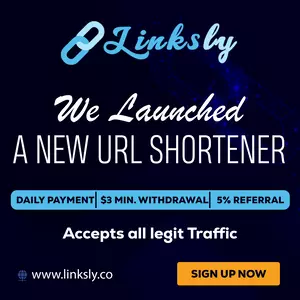 Linksly
We Launched
A NEW URL SHORTENER
DAILY PAYMENT | $3 MIN. WITHDRAWAL | 5% REFERRAL
Accepts all legit Traffic
www.linksly.co
SIGN UP NOW